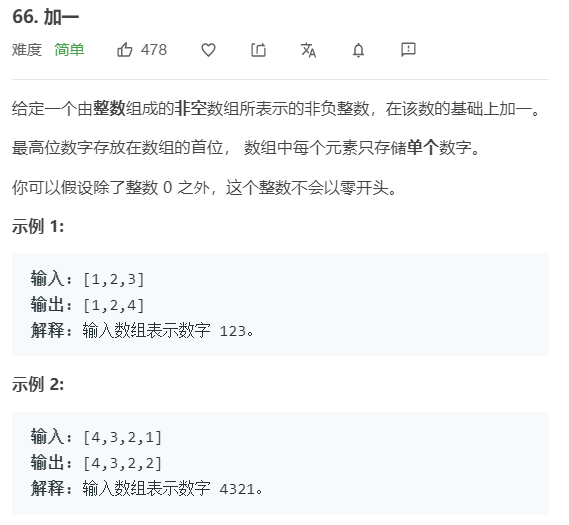 66. 加一
难度 简单 478
给定一个由整数组成的非空数组所表示的非负整数，在该数的基础上加一。
最高位数字存放在数组的首位， 数组中每个元素只存储单个数字。
你可以假设除了整数 0 之外，这个整数不会以零开头。
示例 1:
输入：[1,2,3]
输出：[1,2,4]
解释：输入数组表示数字 123。
示例 2:
输入：[4,3,2,1]
输出：[4,3,2,2]
解释：输入数组表示数字 4321。